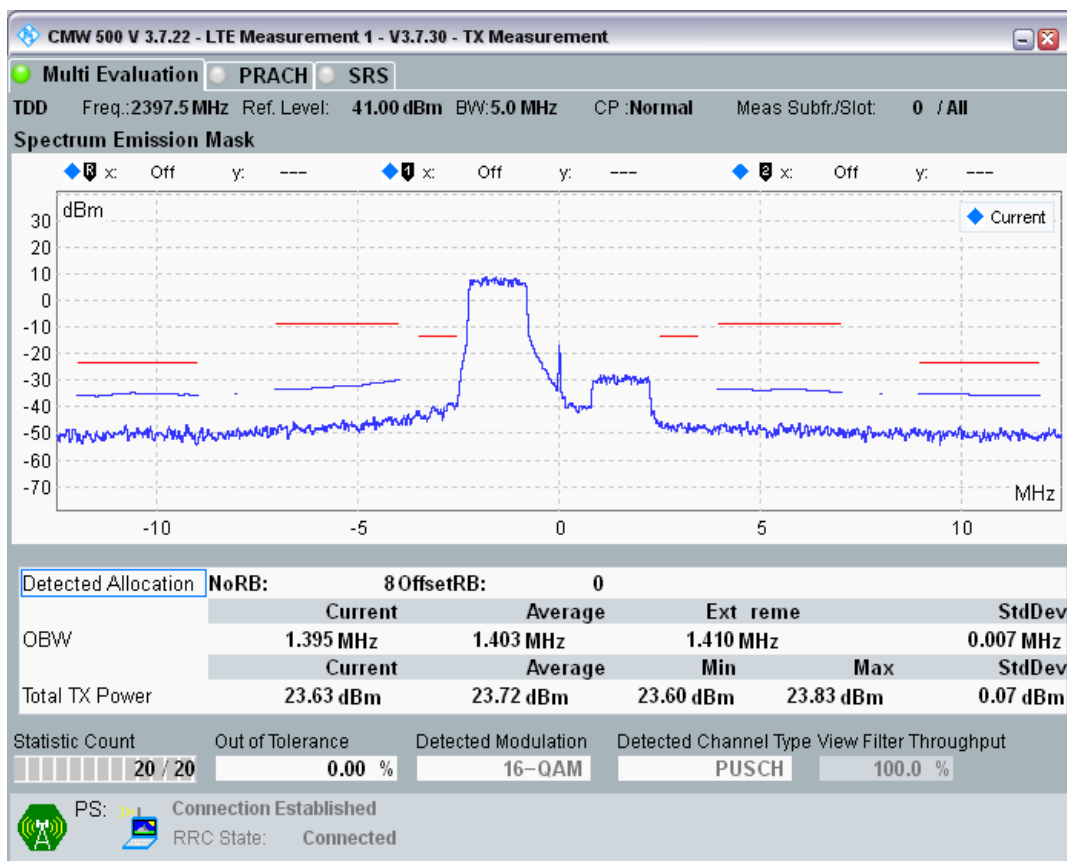 CMW 500 V 3.7.22 - LTE Measurement 1 - V3.7.30 - TX Measurement
Multi Evaluation PRACH SRS
TDD Freq.:2397.5 MHz Ref. Level: 41.00 dBm BW:5.0 MHz CP :Normal Meas Subfr./Slot: 0 / All
Spectrum Emission Mask
R x: Off y: --- 1 x: Off y: --- 2 x: Off y: ---
dBm
Current
30
20
10
0
-10
-20
-30
-40
-50
-60
-70
MHz
-10 -5 0 5 10
Detected Allocation NoRB: 8 OffsetRB: 0
Current Average Ext reme StdDev
OBW 1.395 MHz 1.403 MHz 1.410 MHz 0.007 MHz
Current Average Min Max StdDev
Total TX Power 23.63 dBm 23.72 dBm 23.60 dBm 23.83 dBm 0.07 dBm
Statistic Count Out of Tolerance Detected Modulation Detected Channel Type View Filter Throughput
20 / 20 0.00 % 16-QAM PUSCH 100.0 %
PS: Connection Established
RRC State: Connected